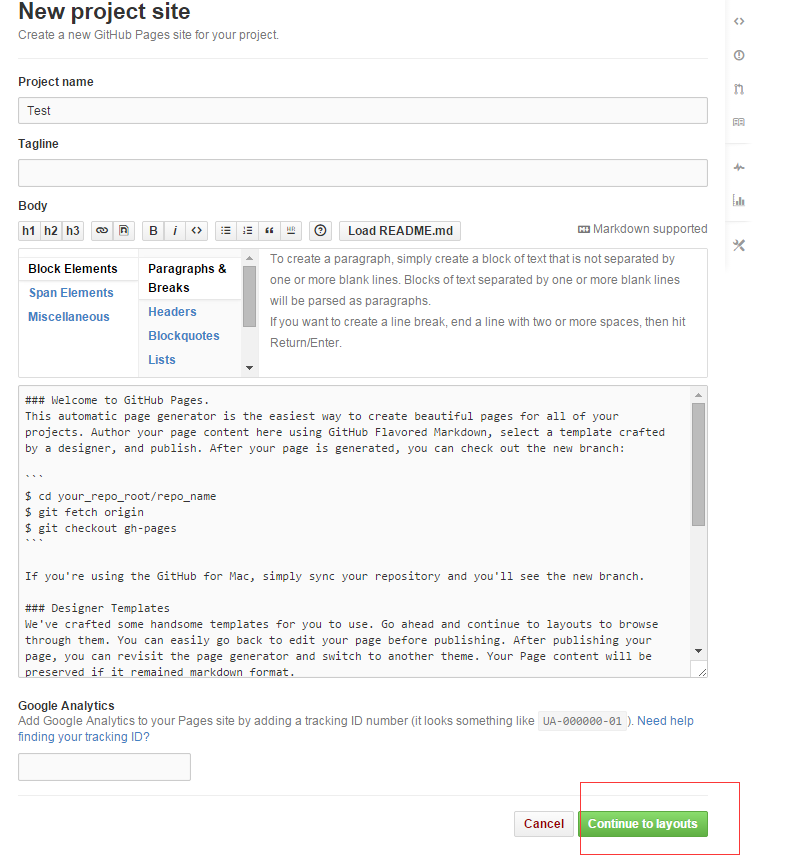 New project site
Create a new GitHub Pages site for your project.
Project name
Test
Tagline
Body
h1 h2 h3 B i <> “ HR ? Load README.md Markdown supported
Block Elements
Span Elements
Miscellaneous
Paragraphs &
Breaks
Headers
Blockquotes
Lists
To create a paragraph, simply create a block of text that is not separated by
one or more blank lines. Blocks of text separated by one or more blank lines
will be parsed as paragraphs.
If you want to create a line break, end a line with two or more spaces, then hit
Return/Enter.
### Welcome to GitHub Pages.
This automatic page generator is the easiest way to create beautiful pages for all of your
projects. Author your page content here using GitHub Flavored Markdown, select a template crafted
by a designer, and publish. After your page is generated, you can check out the new branch:
```
$ cd your_repo_root/repo_name
$ git fetch origin
$ git checkout gh-pages
```
If you're using the GitHub for Mac, simply sync your repository and you'll see the new branch.
### Designer Templates
We've crafted some handsome templates for you to use. Go ahead and continue to layouts to browse
through them. You can easily go back to edit your page before publishing. After publishing your
page, you can revisit the page generator and switch to another theme. Your Page content will be
preserved if it remained markdown format.
Google Analytics
Add Google Analytics to your Pages site by adding a tracking ID number (it looks something like UA-000000-01 ). Need help
finding your tracking ID?
Cancel Continue to layouts